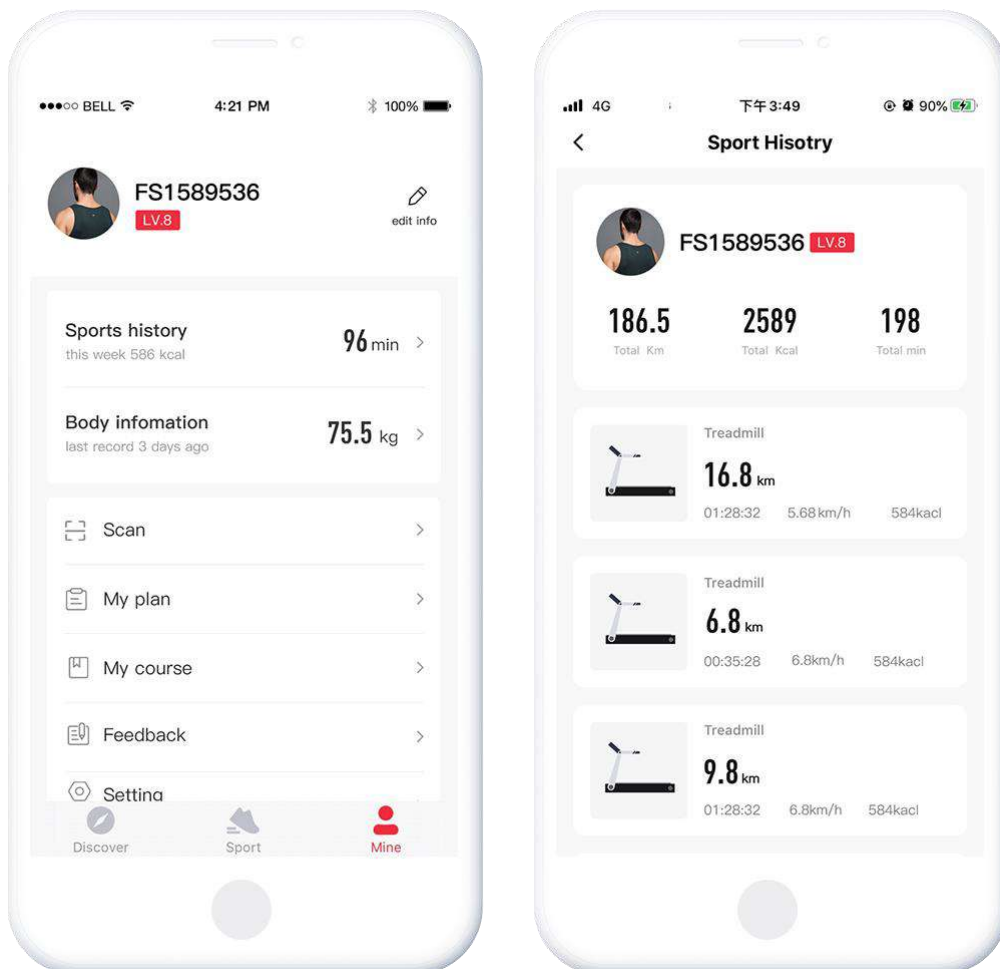 BELL 4:21 PM 100%
FS1589536
LV.8
edit info
Sports history
this week 586 kcal
96 min
Body infomation
last record 3 days ago
75.5 kg
Scan
My plan
My course
Feedback
Setting
Discover Sport Mine
4G 下午3:49 90%
Sport Hisotry
FS1589536 LV.8
186.5 2589 198
Total Km Total Kcal Total min
Treadmill
16.8 km
01:28:32 5.68km/h 584kacl
Treadmill
6.8 km
00:35:28 6.8km/h 584kacl
Treadmill
9.8 km
01:28:32 6.8km/h 584kacl